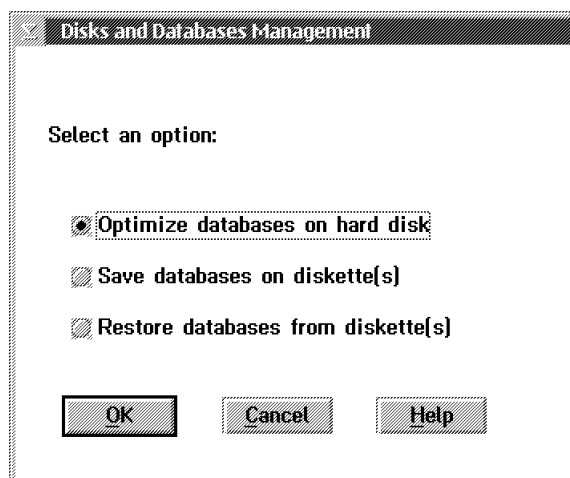 Disks and Databases Management
Select an option:
Optimize databases on hard disk
Save databases on diskette(s)
Restore databases from diskette(s)
OK
Cancel
Help